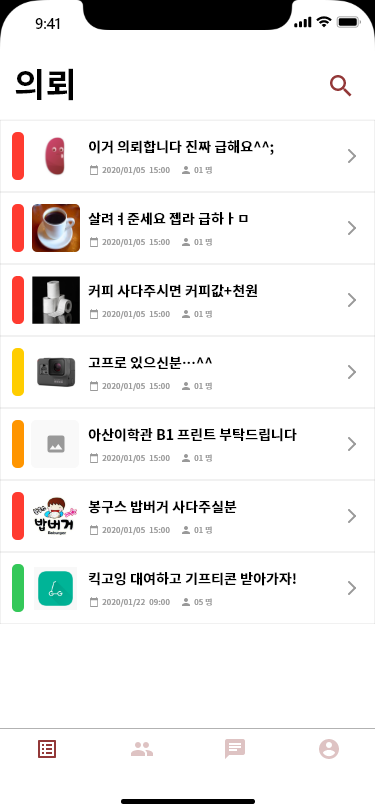 9:41
의뢰
이거 의뢰합니다 진짜 급해요^^;
2020/01/05 15:00 01 명
살려ㅕ준세요 젭라 급하ㅏㅁ
2020/01/05 15:00 01 명
커피 사다주시면 커피값+천원
2020/01/05 15:00 01 명
고프로 있으신분…^^
2020/01/05 15:00 01 명
아산이학관 B1 프린트 부탁드립니다
2020/01/05 15:00 01 명
밥버거
봉구스 밥버거 사다주실분
2020/01/05 15:00 01 명
킥고잉 대여하고 기프티콘 받아가자!
2020/01/22 09:00 05 명